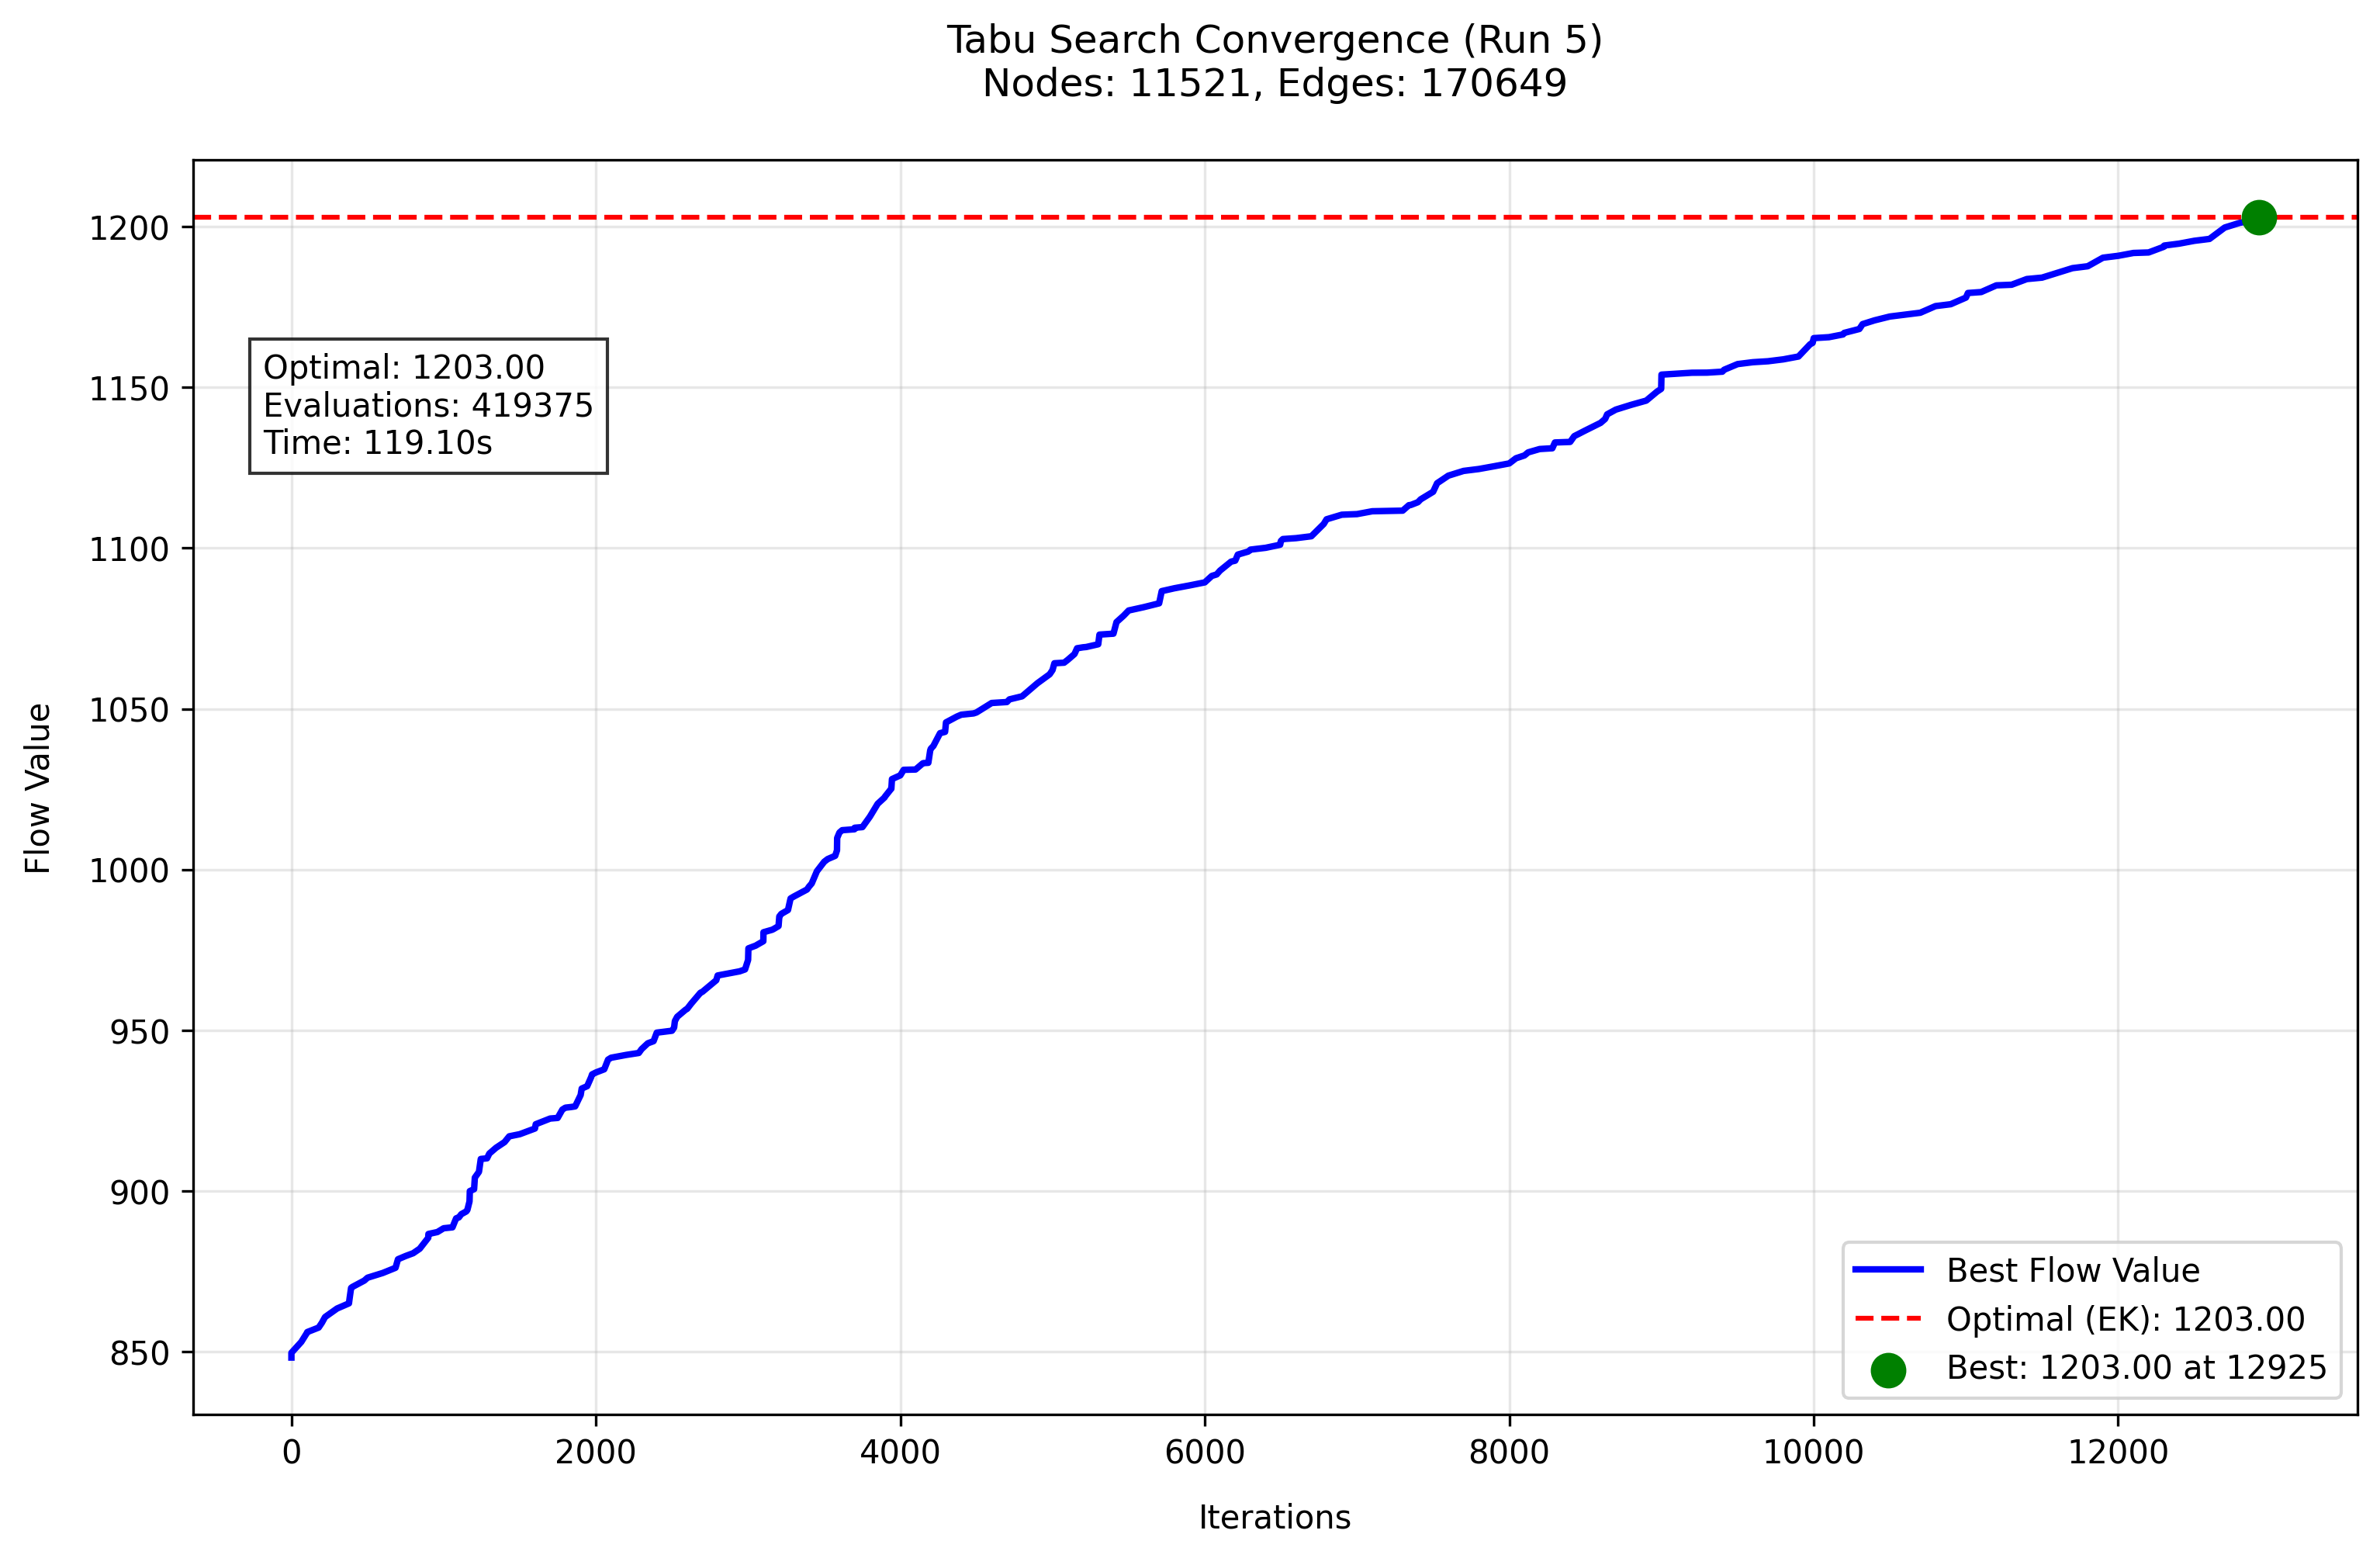 Tabu Search Convergence (Run 5)
Nodes: 11521, Edges: 170649
Flow Value
1200
1150
1100
1050
1000
950
900
850
Optimal: 1203.00
Evaluations: 419375
Time: 119.10s
Best Flow Value
Optimal (EK): 1203.00
Best: 1203.00 at 12925
0 2000 4000 6000 8000 10000 12000
Iterations